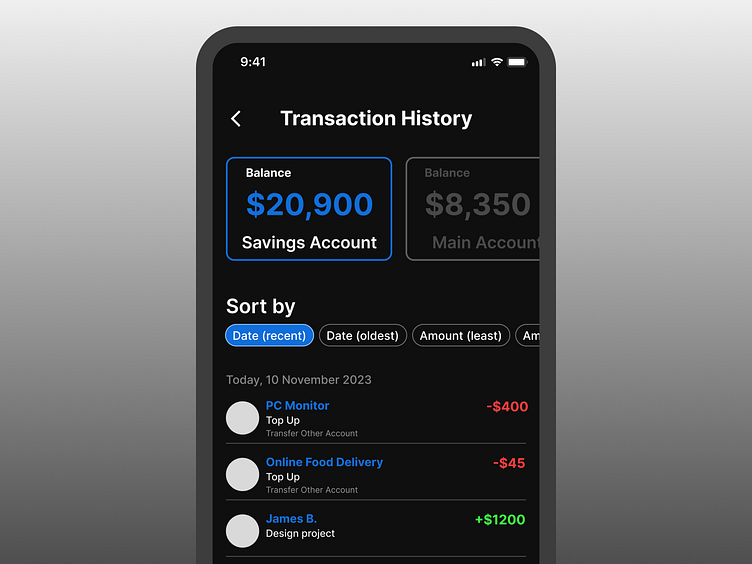 9:41
Transaction History
Balance
$20,900
Savings Account
Balance
$8,350
Main Account
Sort by
Date (recent) Date (oldest) Amount (least) Am
Today, 10 November 2023
PC Monitor -$400
Top Up
Transfer Other Account
Online Food Delivery -$45
Top Up
Transfer Other Account
James B. +$1200
Design project